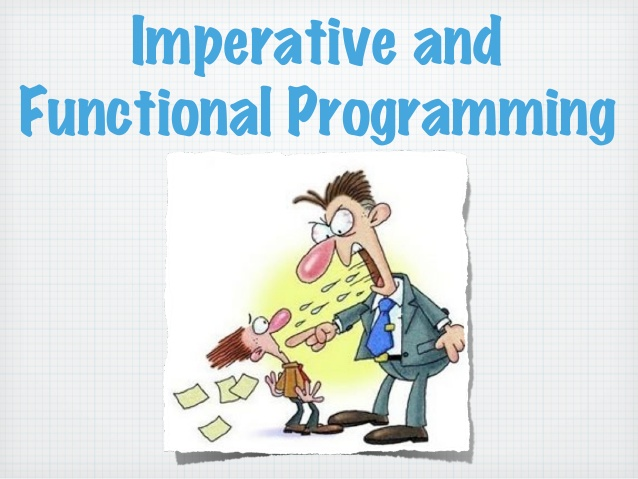 Imperative and
Functional Programming